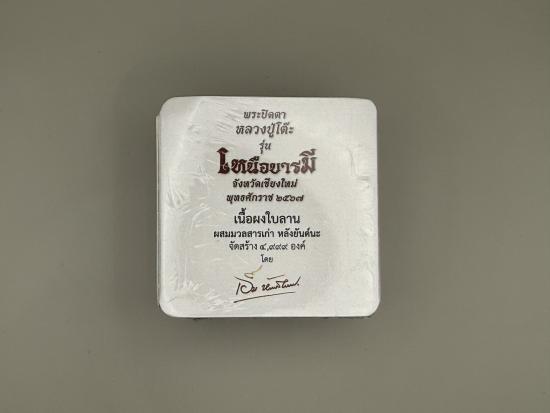 พระปิดตา
หลวงปู่โต๊ะ
รุ่น
เหนือบารมี
จังหวัดเชียงใหม่
พุทธศักราช ๒๕๖๗
เนื้อผงใบลาน
ผสมมวลสารเก่า หลังยันต์นะ
จัดสร้าง ๔,๙๙๙ องค์
โดย